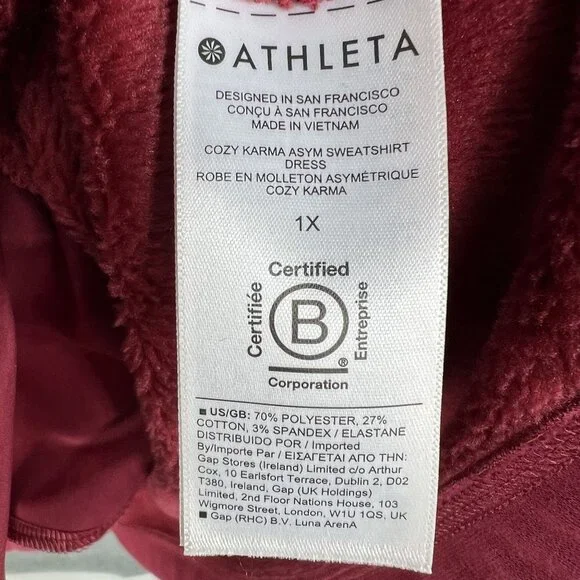 ATHLETA
DESIGNED IN SAN FRANCISCO
CONÇU À SAN FRANCISCO
MADE IN VIETNAM
COZY KARMA ASYM SWEATSHIRT
DRESS
ROBE EN MOLLETON ASYMÉTRIQUE
COZY KARMA
1X
Certified
Certifiée
B
Entreprise
®
Corporation
■ US/GB: 70% POLYESTER, 27%
COTTON, 3% SPANDEX / ELASTANE
DISTRIBUIDO POR / Imported
By/Importe Par / ΕΙΣΑΓΕΤΑΙ ΑΠΟ ΤΗΝ:
Gap Stores (Ireland) Limited c/o Arthur
Cox, 10 Earlsfort Terrace, Dublin 2, D02
T380, Ireland, Gap (UK Holdings)
Limited, 2nd Floor Nations House, 103
Wigmore Street, London, W1U 1QS, UK
■ Gap (RHC) B.V. Luna ArenA